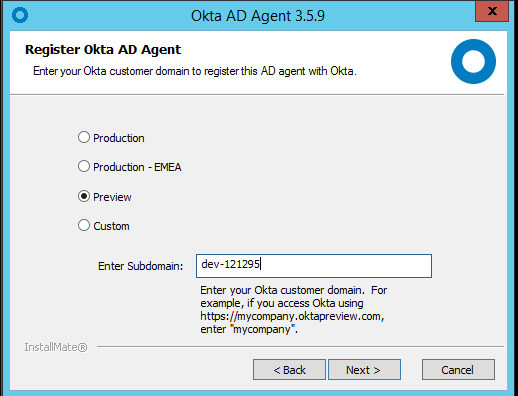 Okta AD Agent 3.5.9
X
Register Okta AD Agent
Enter your Okta customer domain to register this AD agent with Okta.
Production
Production - EMEA
Preview
Custom
Enter Subdomain: dev-121295
Enter your Okta customer domain. For
example, if you access Okta using
https://mycompany.oktapreview.com,
enter "mycompany".
InstallMate®
< Back Next > Cancel